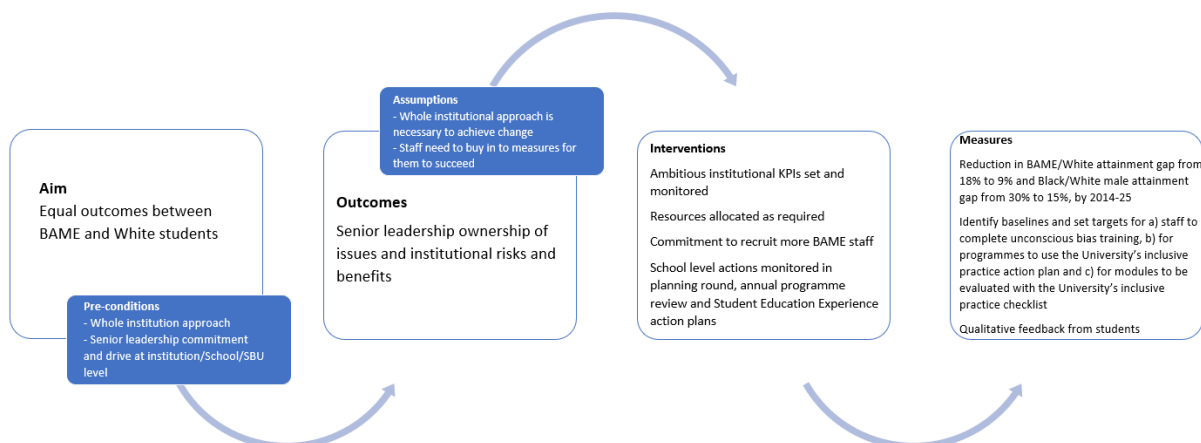 Aim
Equal outcomes between
BAME and White students
Pre-conditions
- Whole institution approach
- Senior leadership commitment
and drive at institution/School/SBU
level
Assumptions
- Whole institutional approach is
necessary to achieve change
- Staff need to buy in to measures for
them to succeed
Outcomes
Senior leadership ownership of
issues and institutional risks and
benefits
Interventions
Ambitious institutional KPIs set and
monitored
Resources allocated as required
Commitment to recruit more BAME staff
School level actions monitored in
planning round, annual programme
review and Student Education Experience
action plans
Measures
Reduction in BAME/White attainment gap from
18% to 9% and Black/White male attainment
gap from 30% to 15%, by 2014-25
Identify baselines and set targets for a) staff to
complete unconscious bias training, b) for
programmes to use the University's inclusive
practice action plan and c) for modules to be
evaluated with the University's inclusive
practice checklist
Qualitative feedback from students